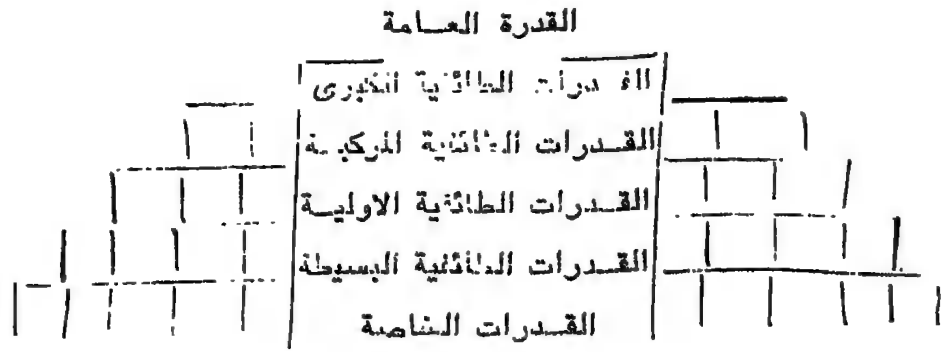 القدرة العامة
القدرات الطائفية الكبرى
القدرات الطائفية المركبة
القدرات الطائفية الاولية
القدرات الطائفية البسيطة
القدرات الخاصة